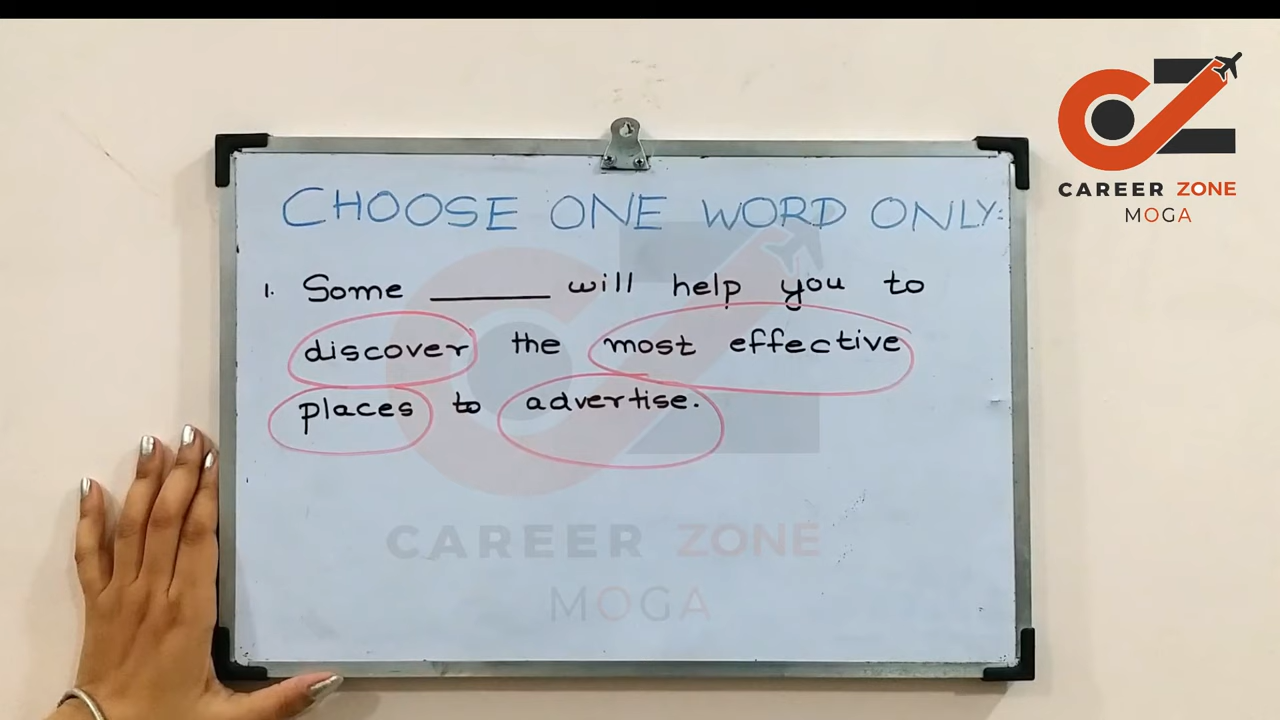 CAREER ZONE
MOGA
CHOOSE ONE WORD ONLY:
1. Some ______ will help you to
discover the most effective
places to advertise.
CAREER ZONE
MOGA